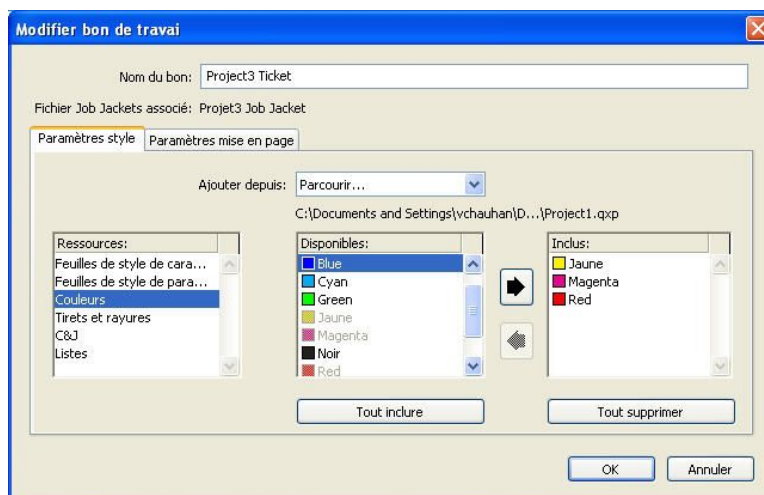 Modifier bon de travai
Nom du bon: Project3 Ticket
Fichier Job Jackets associé: Projet3 Job Jacket
Paramètres style Paramètres mise en page
Ajouter depuis: Parcourir...
C:\Documents and Settings\vchauhan\D...\Project1.qxp
Ressources:
Feuilles de style de cara...
Feuilles de style de para...
Couleurs
Tirets et rayures
C&J
Listes
Disponibles:
Blue
Cyan
Green
Jaune
Magenta
Noir
Red
Inclus:
Jaune
Magenta
Red
Tout inclure
Tout supprimer
OK
Annuler